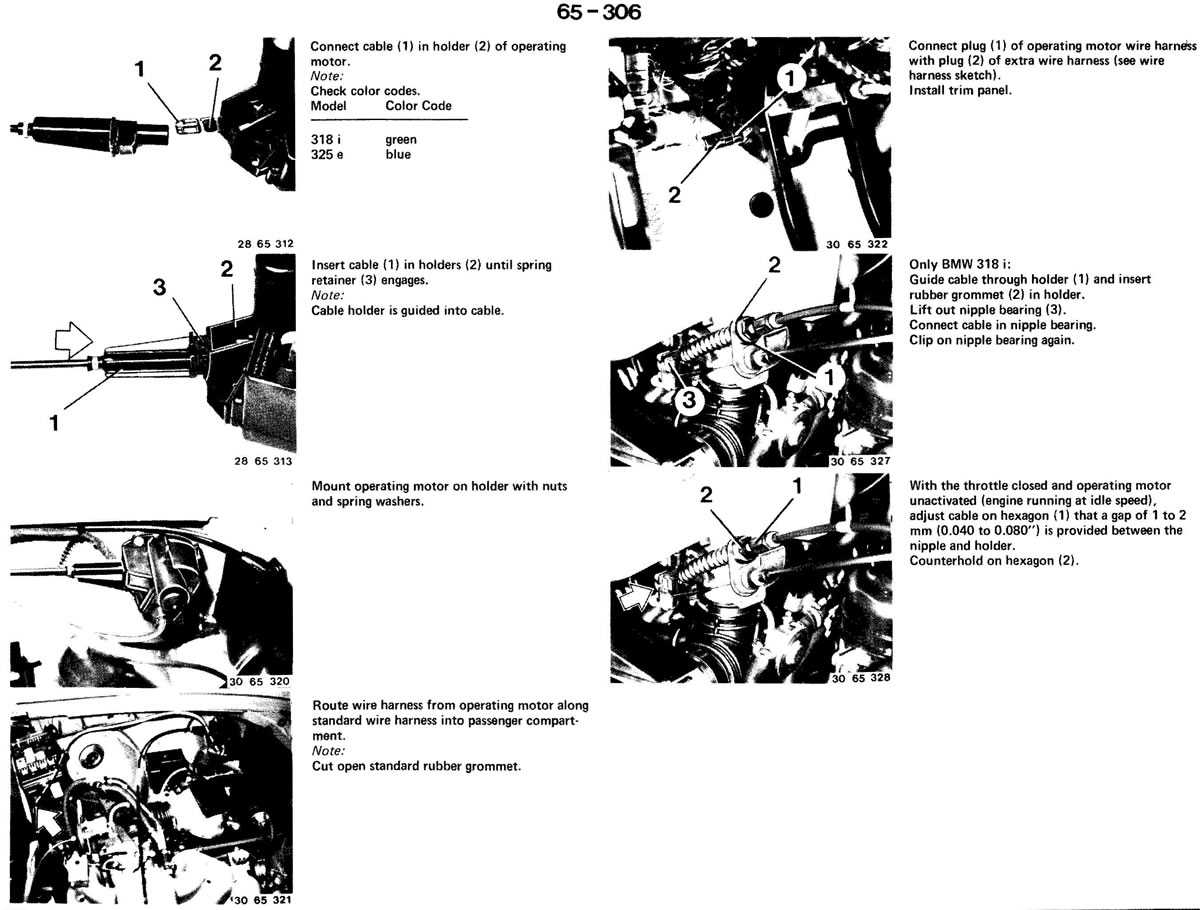 65-306
1
2
28 65 312
Connect cable (1) in holder (2) of operating
motor.
Note:
Check color codes.
Model Color Code
318 i green
325 e blue
2
3
1
28 65 313
Insert cable (1) in holders (2) until spring
retainer (3) engages.
Note:
Cable holder is guided into cable.
30 65 320
Mount operating motor on holder with nuts
and spring washers.
30 65 321
Route wire harness from operating motor along
standard wire harness into passenger compart-
ment.
Note:
Cut open standard rubber grommet.
1
2
30 65 322
Connect plug (1) of operating motor wire harness
with plug (2) of extra wire harness (see wire
harness sketch).
Install trim panel.
2
1
3
30 65 327
Only BMW 318 i:
Guide cable through holder (1) and insert
rubber grommet (2) in holder.
Lift out nipple bearing (3).
Connect cable in nipple bearing.
Clip on nipple bearing again.
2
1
30 65 328
With the throttle closed and operating motor
unactivated (engine running at idle speed),
adjust cable on hexagon (1) that a gap of 1 to 2
mm (0.040 to 0.080") is provided between the
nipple and holder.
Counterhold on hexagon (2).